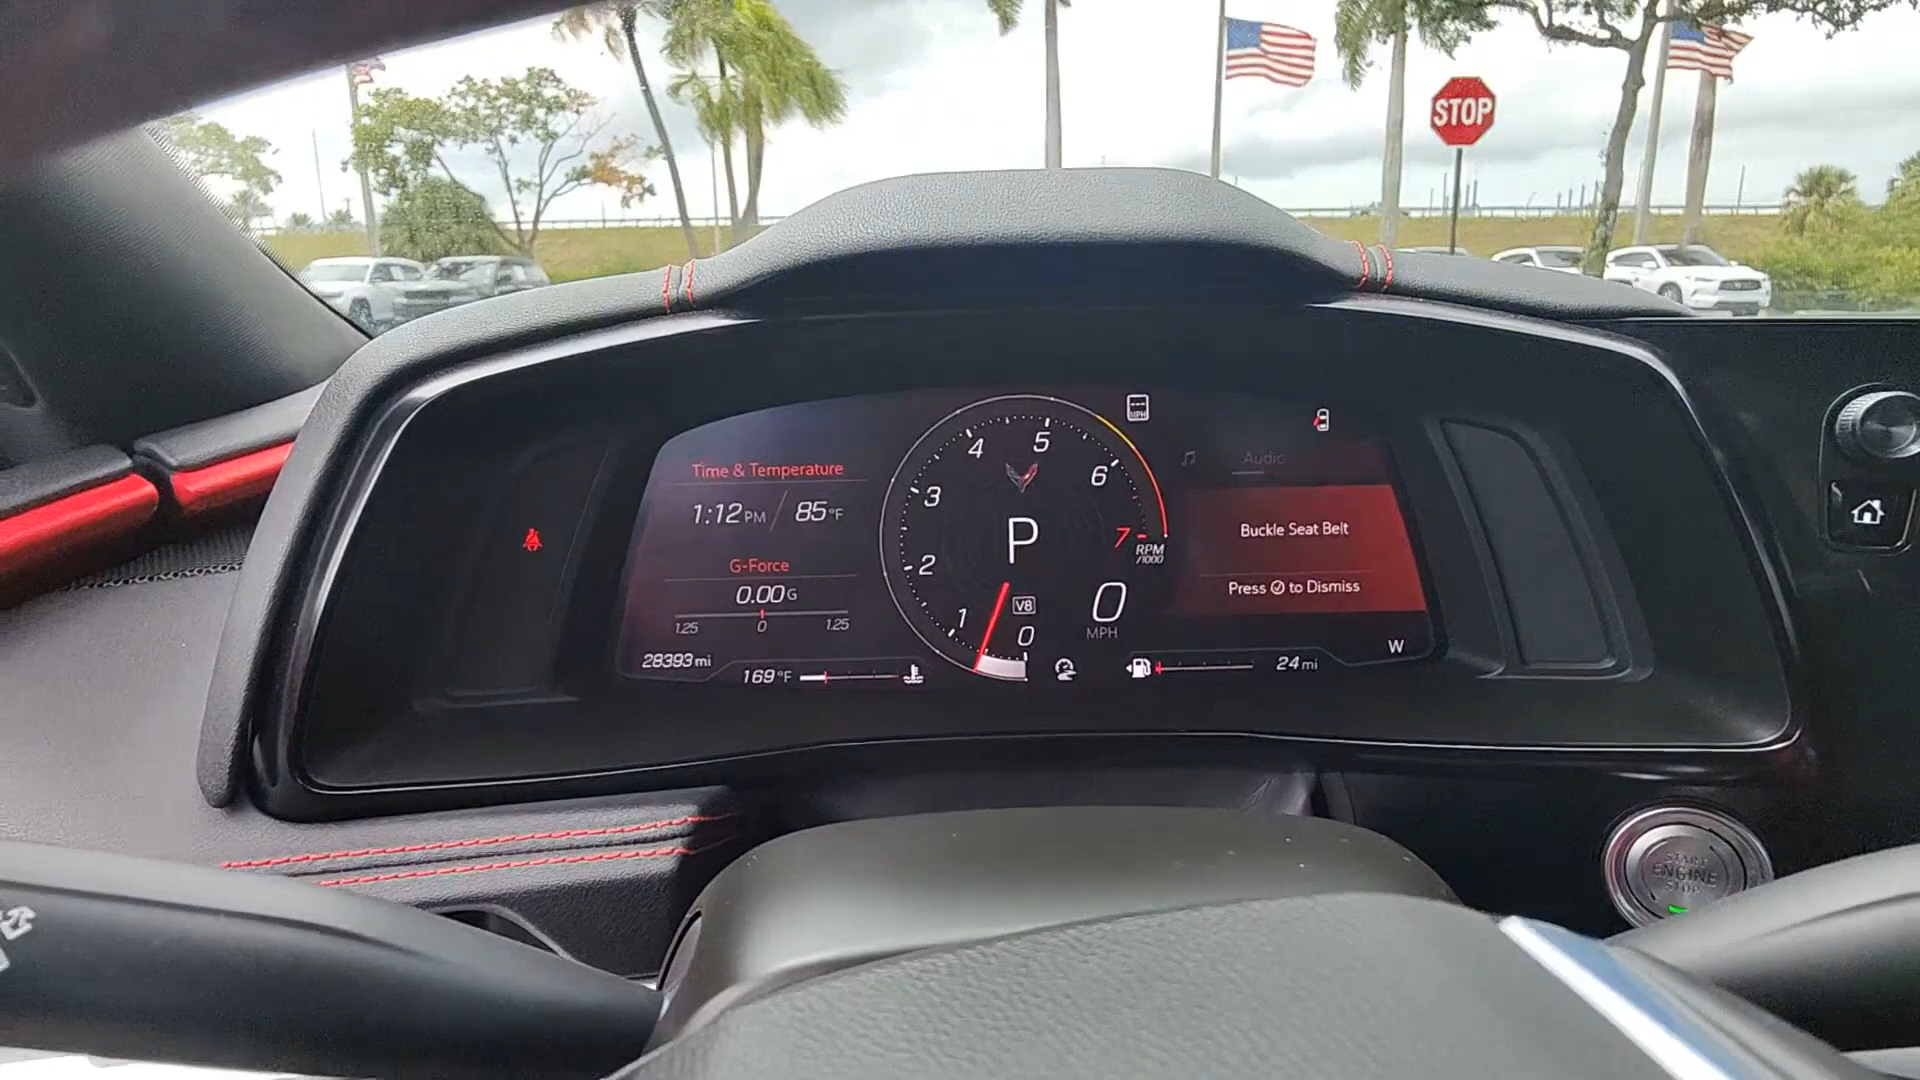 STOP
MPH
Time & Temperature
1:12 PM / 85 °F
G-Force
0.00 G
1.25 0 1.25
28393 mi
169 °F
0
1
2
3
4
5
6
7
RPM
/1000
P
V8
0
MPH
Audio
Buckle Seat Belt
Press to Dismiss
24 mi
W
START
ENGINE
STOP